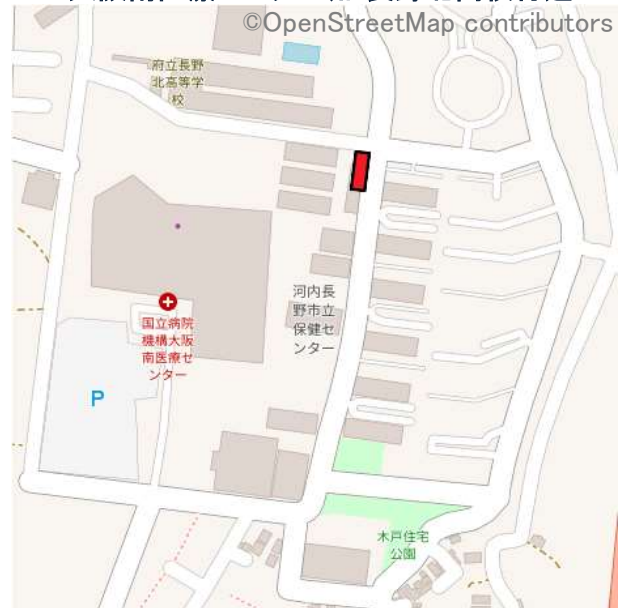 ©OpenStreetMap contributors
府立長野
北高等学
校
河内長
野市立
保健セ
ンター
国立病院
機構大阪
南医療セ
ンター
P
木戸住宅
公園